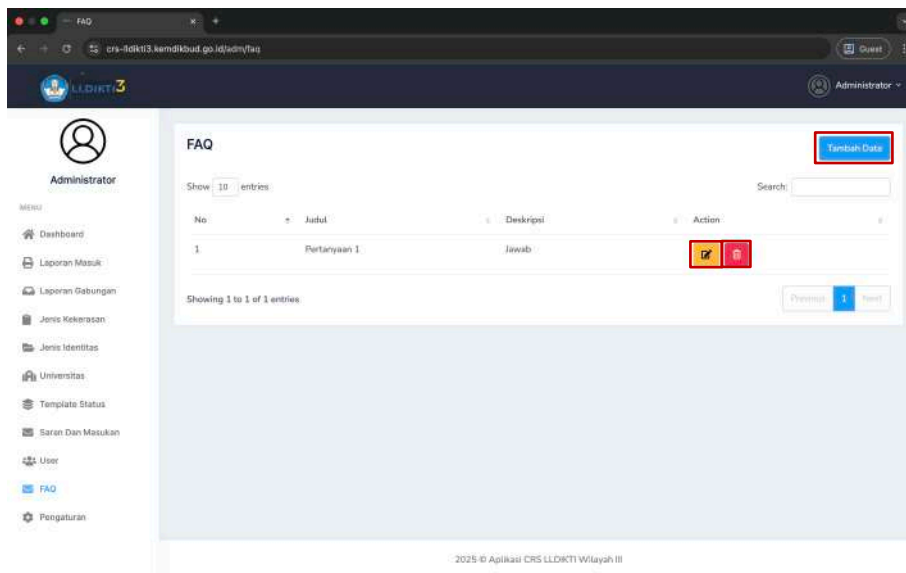 FAQ
crs-lldikti3.kemdikbud.go.id/adm/faq
Guest
LLDIKTI 3
Administrator
Administrator
MENU
Dashboard
Laporan Masuk
Laporan Gabungan
Jenis Kekerasan
Jenis Identitas
Universitas
Template Status
Saran Dan Masukan
User
FAQ
Pengaturan
FAQ
Tambah Data
Show 10 entries
Search:
No Judul Deskripsi Action
1 Pertanyaan 1 Jawab
Showing 1 to 1 of 1 entries
Previous 1 Next
2025 © Aplikasi CRS LLDIKTI Wilayah III